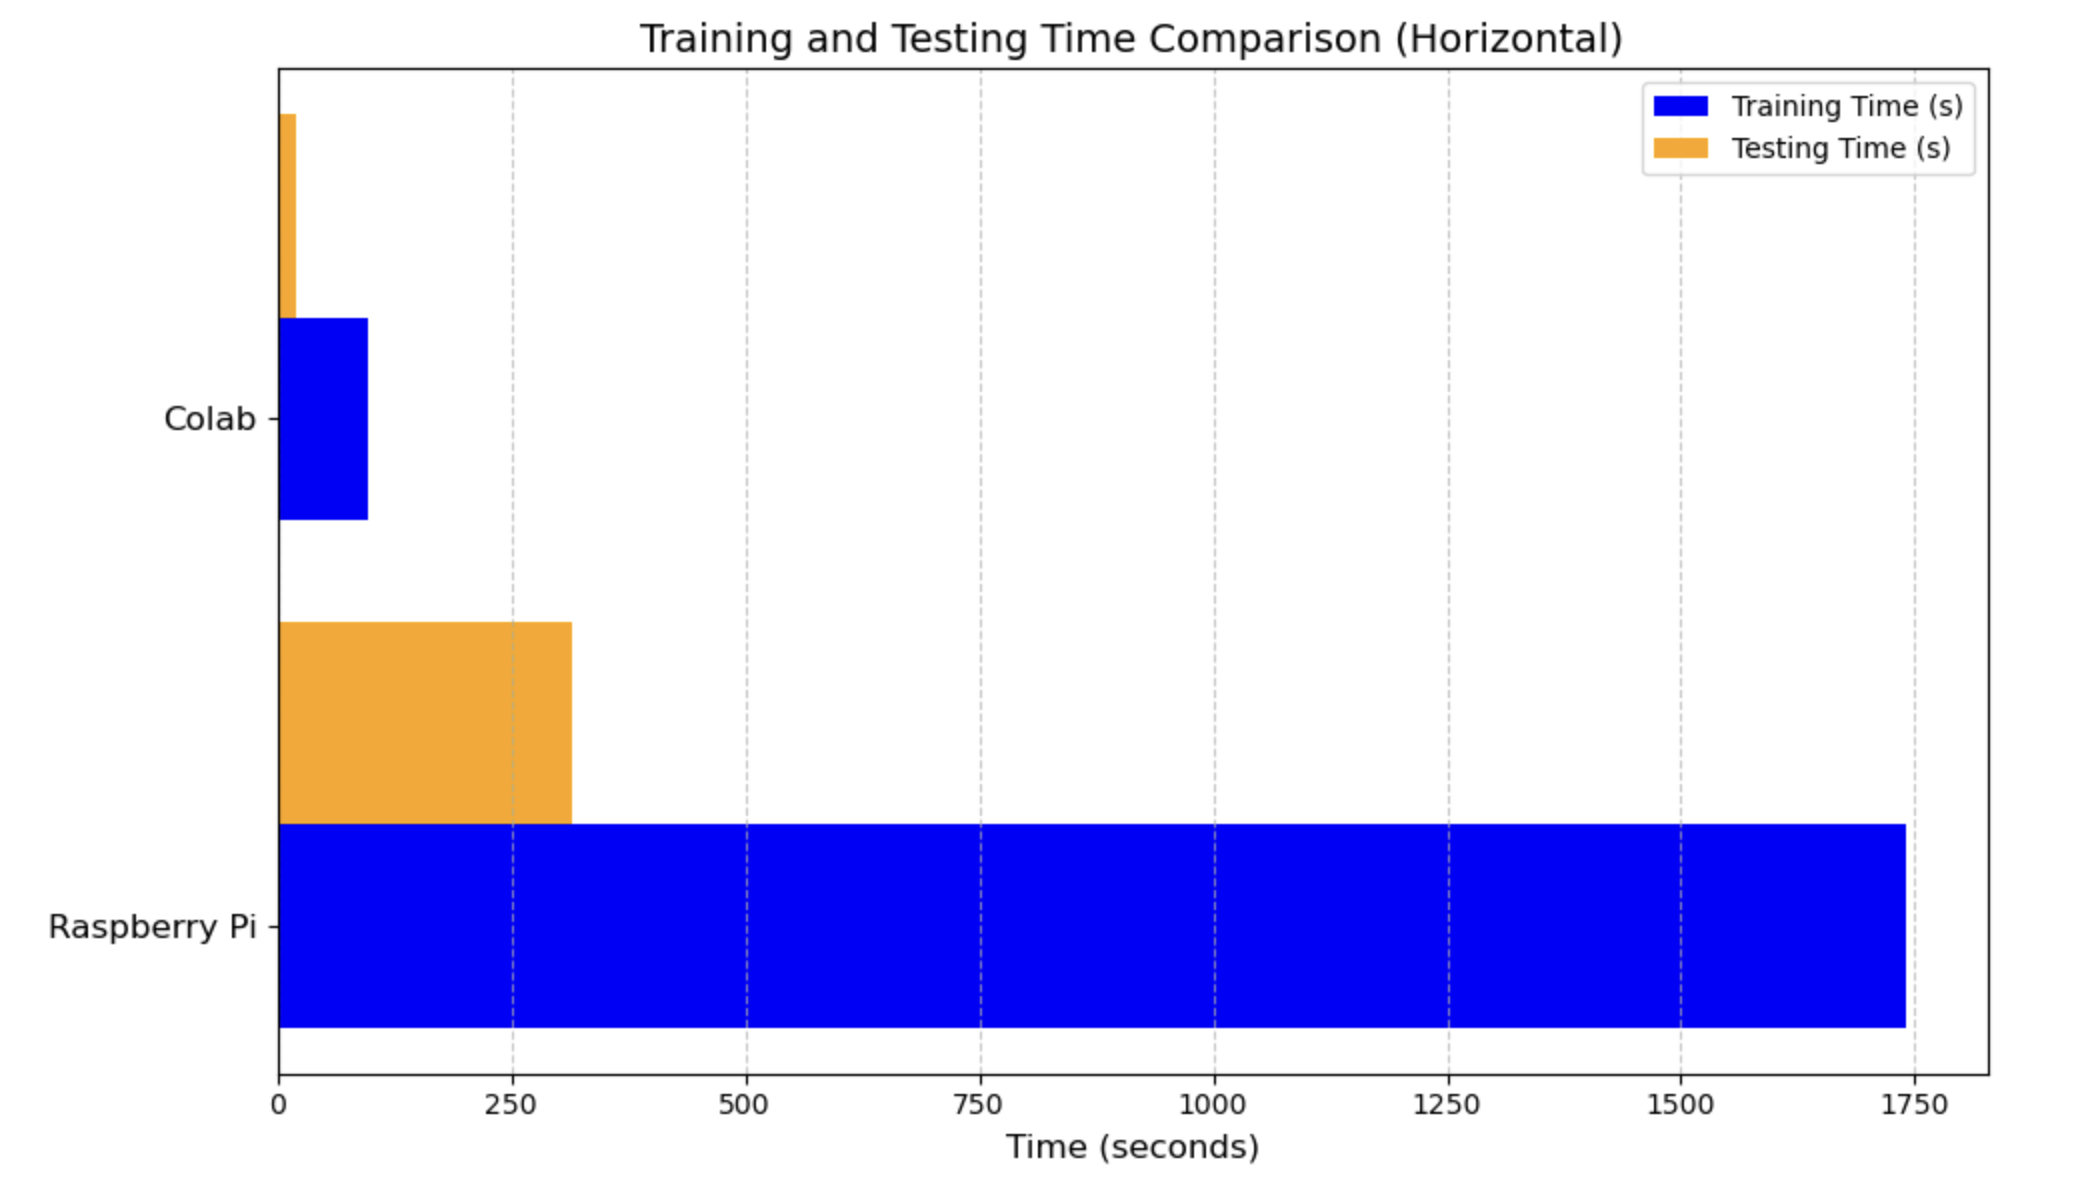 Training and Testing Time Comparison (Horizontal)
Training Time (s)
Testing Time (s)
Colab
Raspberry Pi
0 250 500 750 1000 1250 1500 1750
Time (seconds)